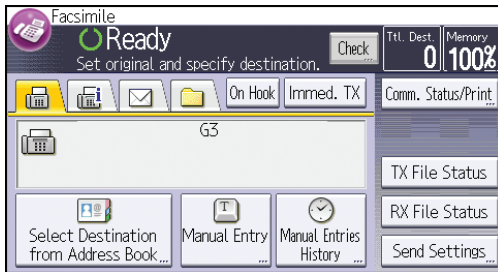 Facsimile
Ready
Set original and specify destination.
Check
Ttl. Dest.
0
Memory
100%
On Hook
Immed. TX
Comm. Status/Print
G3
TX File Status
Select Destination
from Address Book
T
Manual Entry
Manual Entries
History
RX File Status
Send Settings